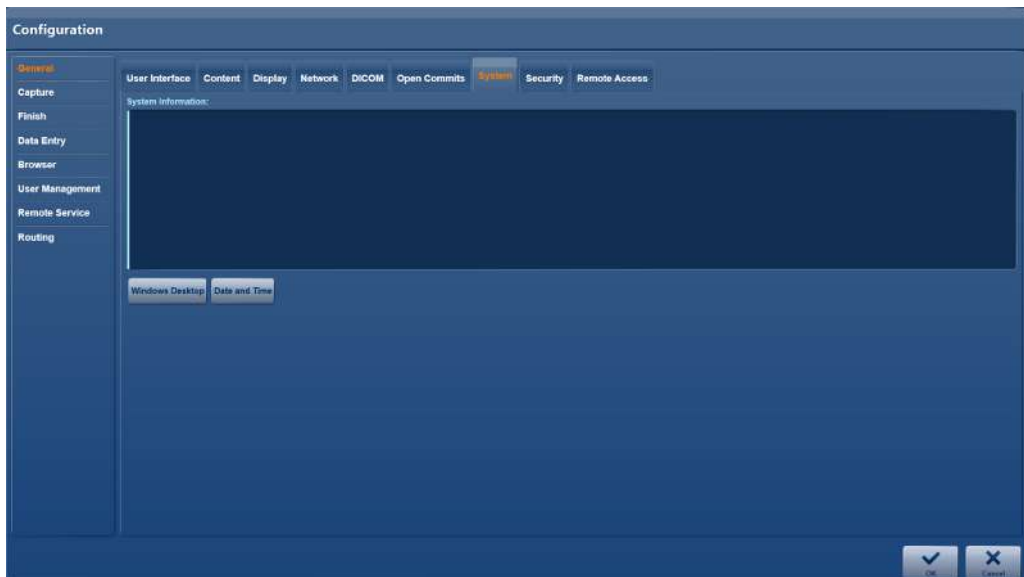 Configuration
General
Capture
Finish
Data Entry
Browser
User Management
Remote Service
Routing
User Interface Content Display Network DICOM Open Commits System Security Remote Access
System Information:
Windows Desktop Date and Time
OK Cancel